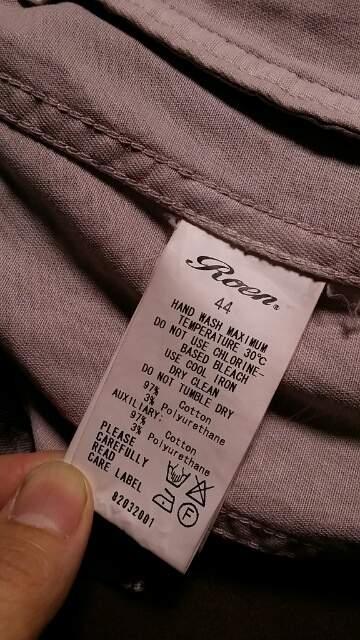 Roen®
44
HAND WASH MAXIMUM
TEMPERATURE 30℃
DO NOT USE CHLORINE-
BASED BLEACH
USE COOL IRON
DRY CLEAN
DO NOT TUMBLE DRY
97% Cotton
3% Polyurethane
AUXILIARY:
97% Cotton
3% Polyurethane
PLEASE
CAREFULLY
READ
CARE LABEL
F
02032001